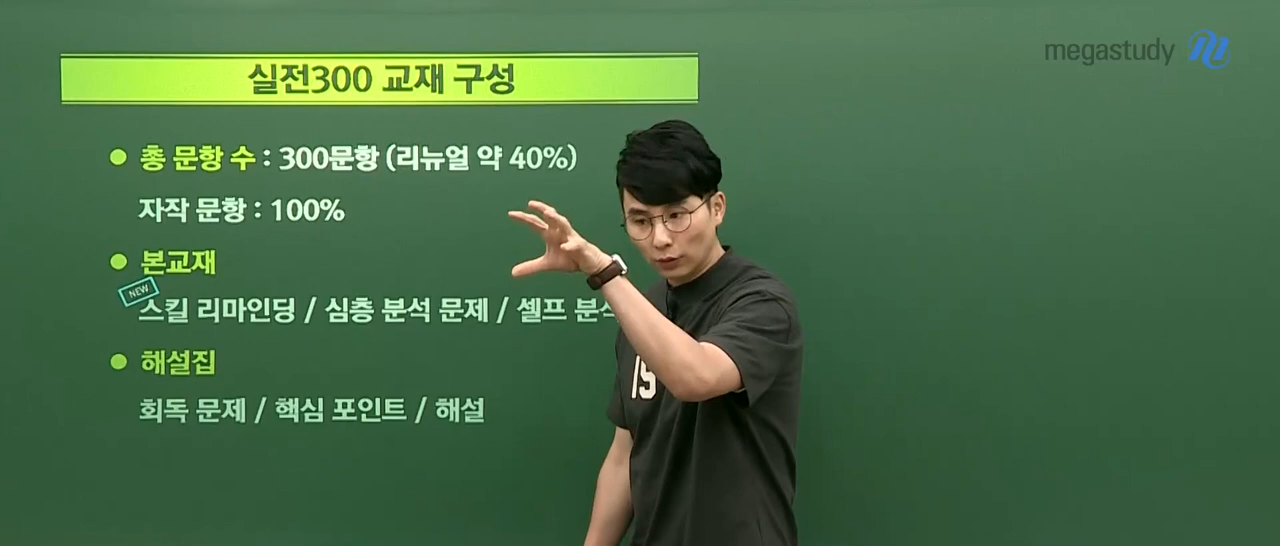 megastudy
실전300 교재 구성
총 문항 수 : 300문항 (리뉴얼 약 40%)
자작 문항 : 100%
본교재
NEW
스킬 리마인딩 / 심층 분석 문제 / 셀프
해설집
회독 문제 / 핵심 포인트 / 해설